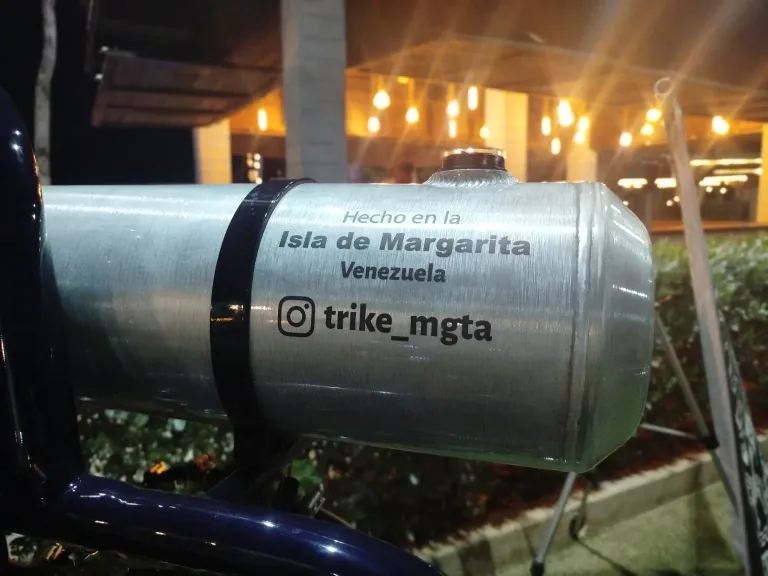 Hecho en la
Isla de Margarita
Venezuela
trike_mgta